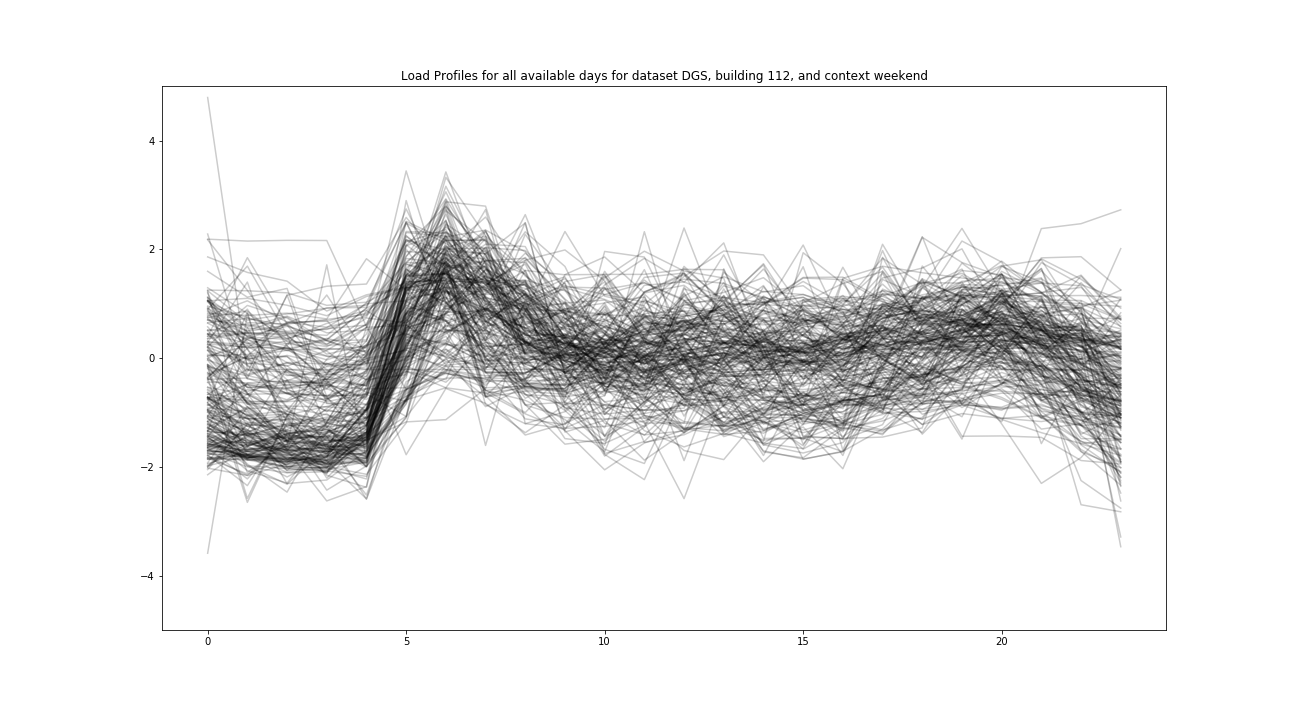 Load Profiles for all available days for dataset DGS, building 112, and context weekend
4
2
0
−2
−4
0 5 10 15 20